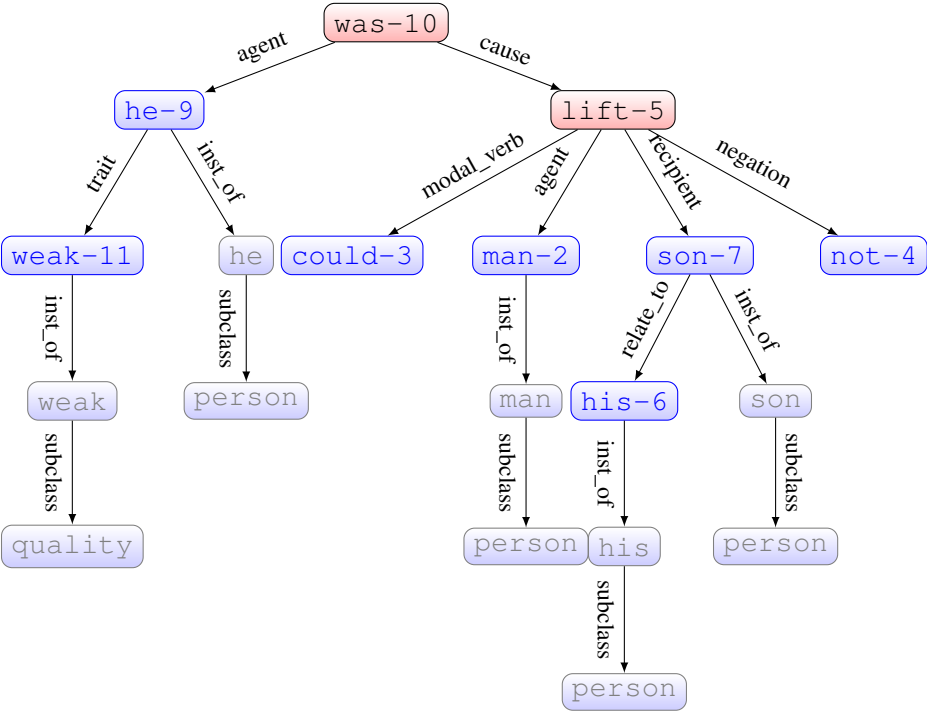 was-10
agent
cause
he-9
lift-5
trait
inst_of
modal_verb
agent
recipient
negation
weak-11
he
could-3
man-2
son-7
not-4
inst_of
subclass
inst_of
relate_to
inst_of
weak
person
man
his-6
son
subclass
subclass
inst_of
subclass
quality
person
his
person
subclass
person